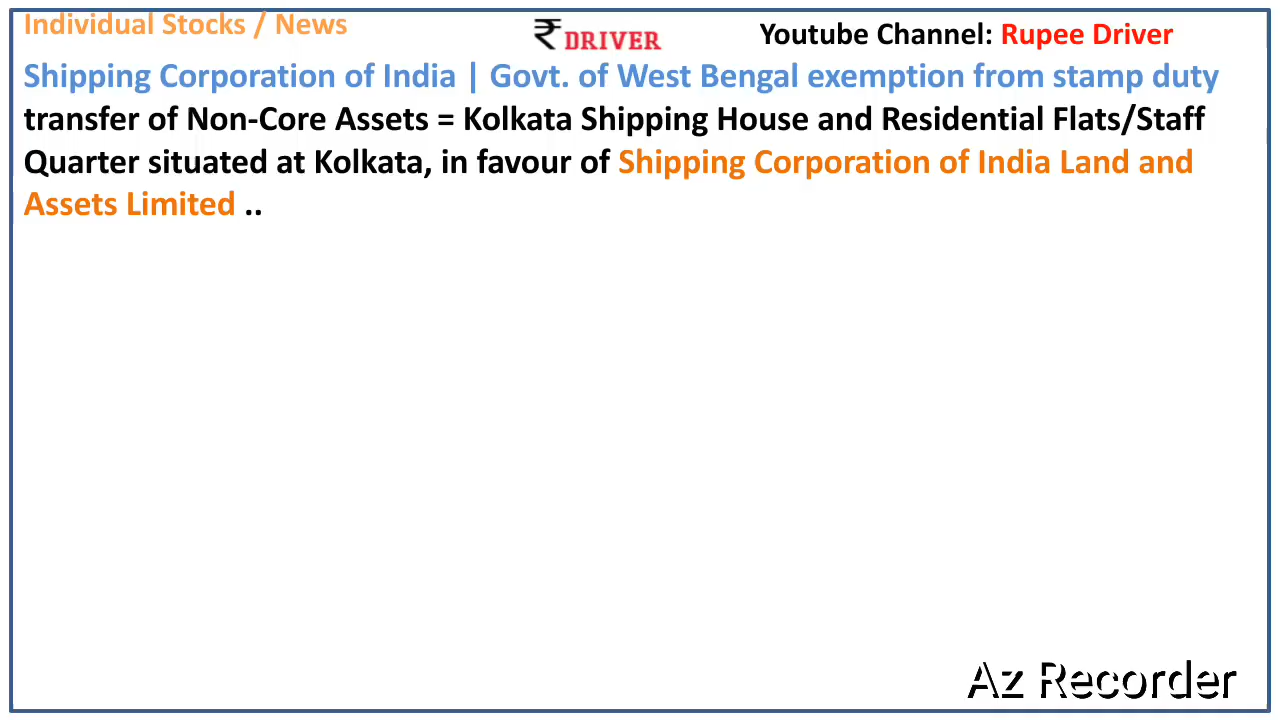 Individual Stocks / News
₹ DRIVER
Youtube Channel: Rupee Driver
Shipping Corporation of India | Govt. of West Bengal exemption from stamp duty
transfer of Non-Core Assets = Kolkata Shipping House and Residential Flats/Staff
Quarter situated at Kolkata, in favour of Shipping Corporation of India Land and
Assets Limited ..
Az Recorder